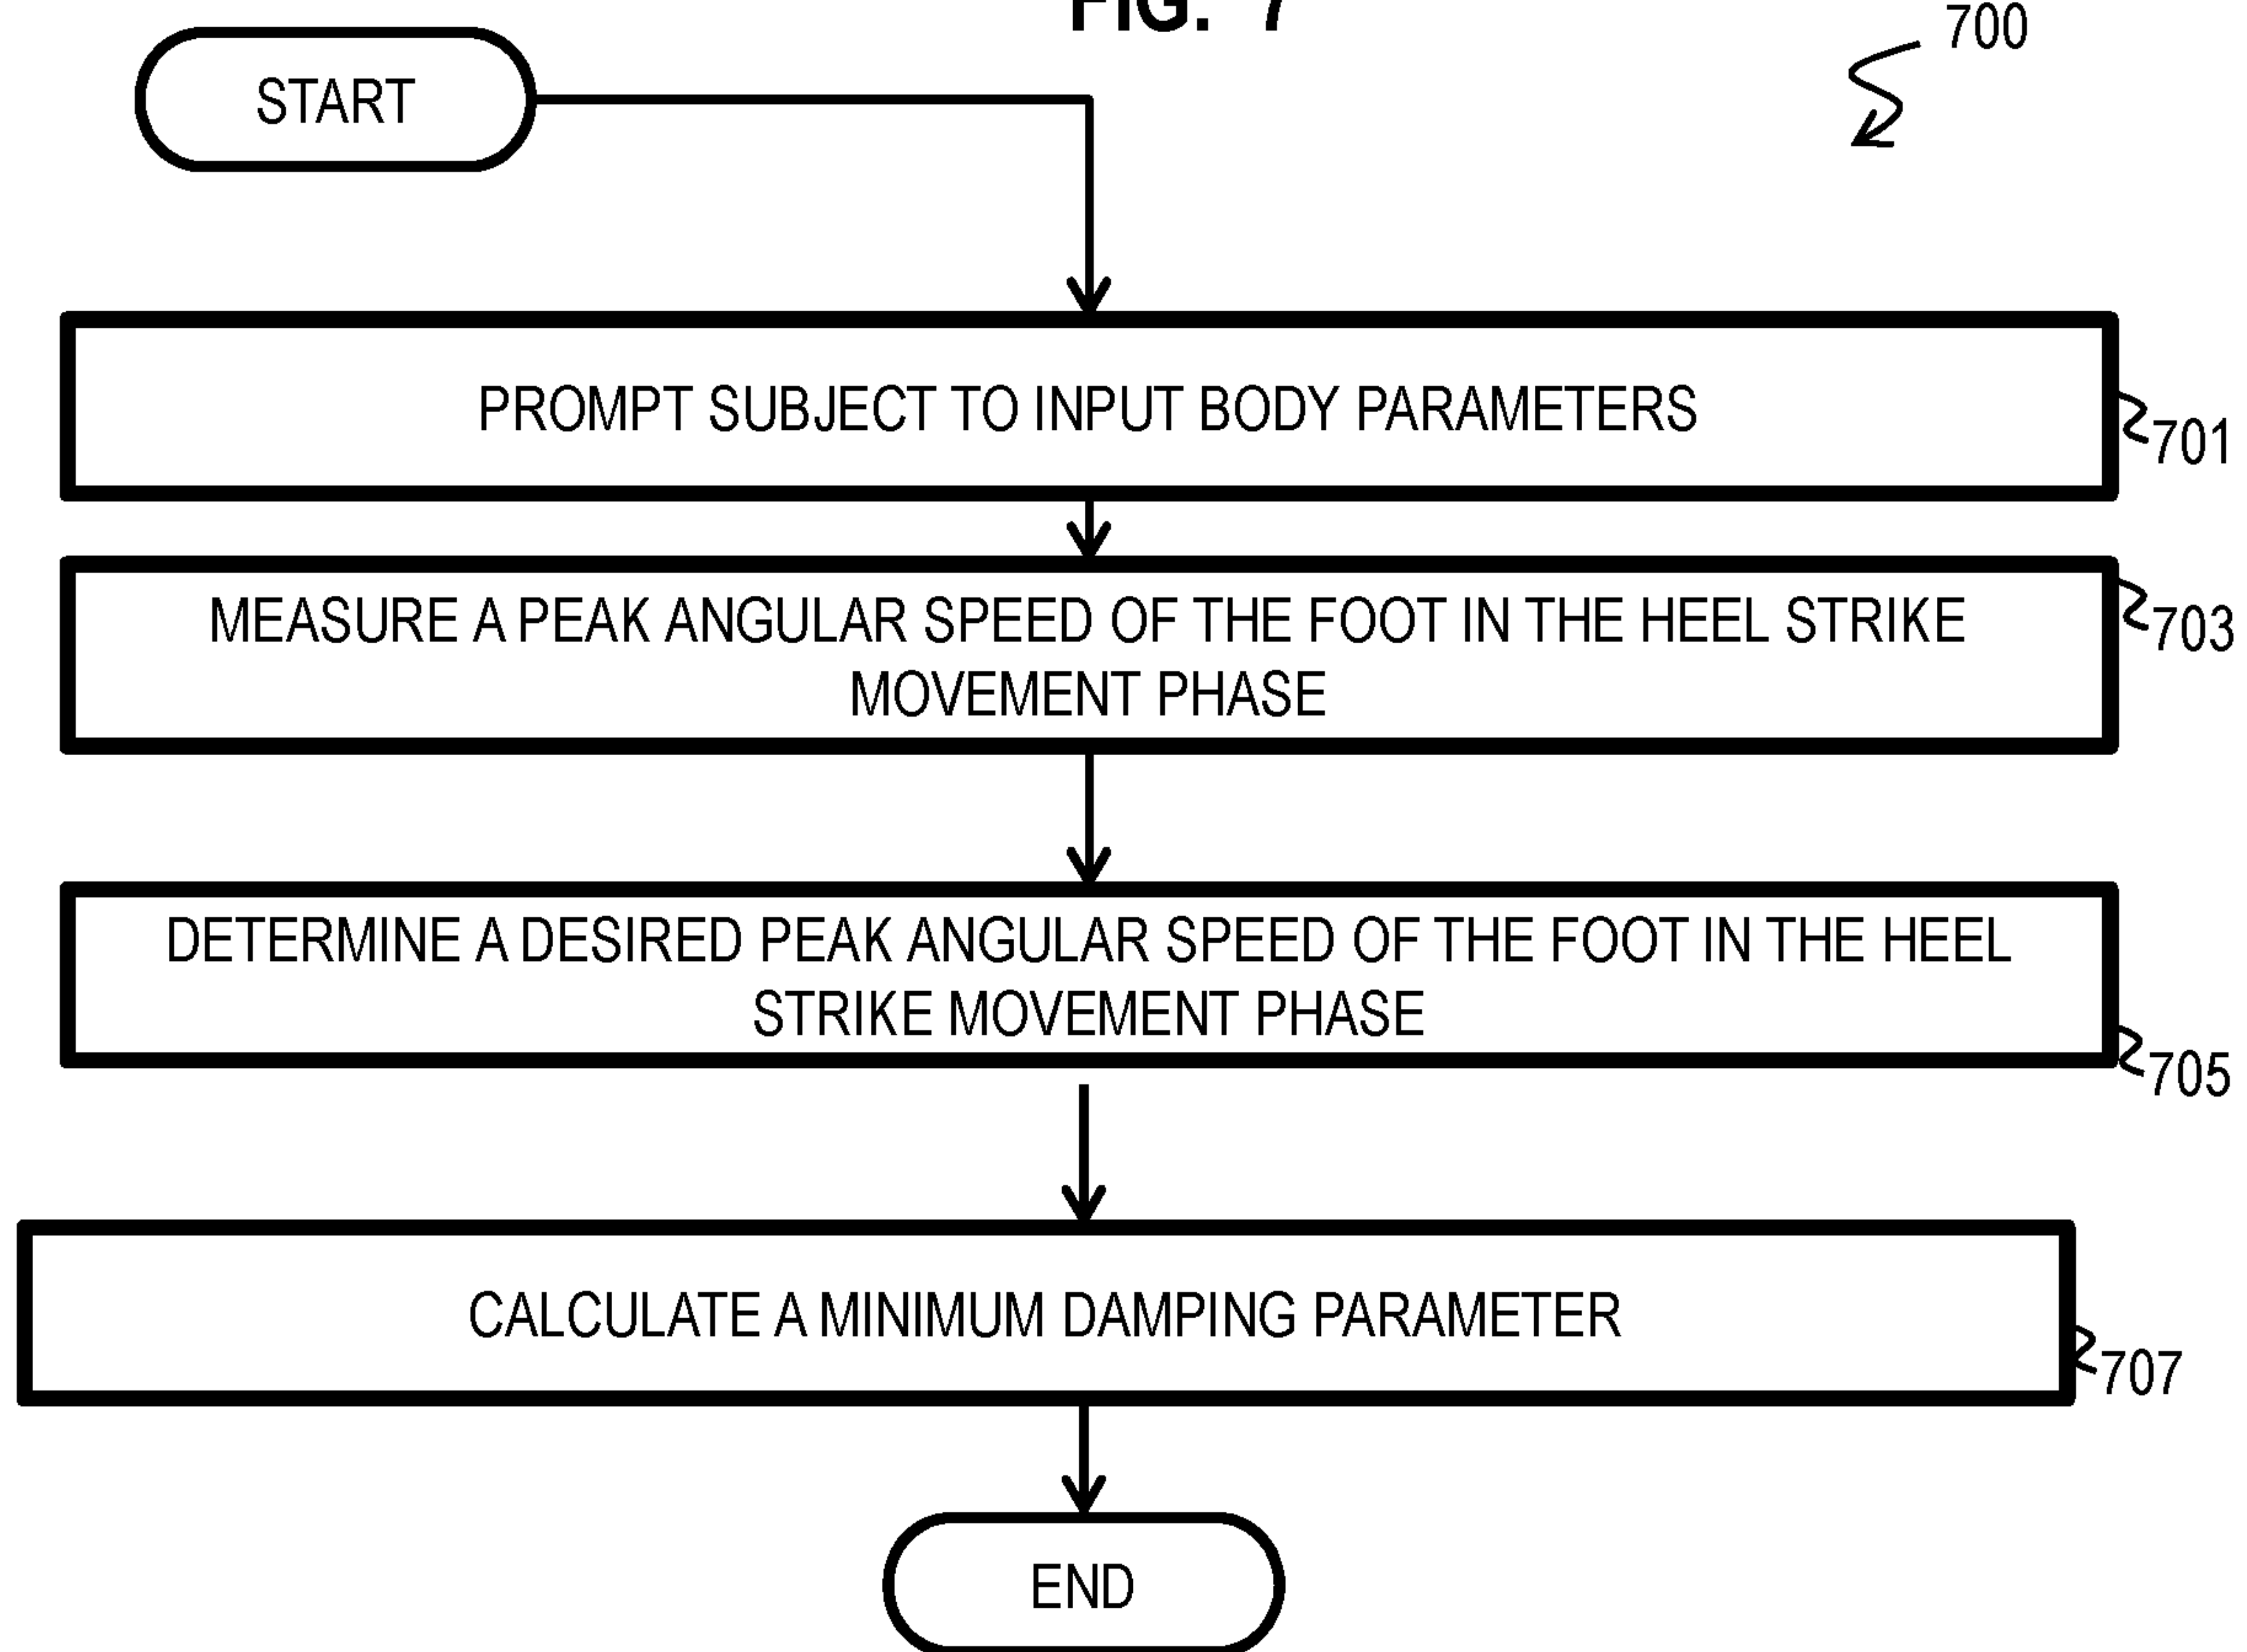 FIG. 7
700
START
PROMPT SUBJECT TO INPUT BODY PARAMETERS
701
MEASURE A PEAK ANGULAR SPEED OF THE FOOT IN THE HEEL STRIKE
MOVEMENT PHASE
703
DETERMINE A DESIRED PEAK ANGULAR SPEED OF THE FOOT IN THE HEEL
STRIKE MOVEMENT PHASE
705
CALCULATE A MINIMUM DAMPING PARAMETER
707
END